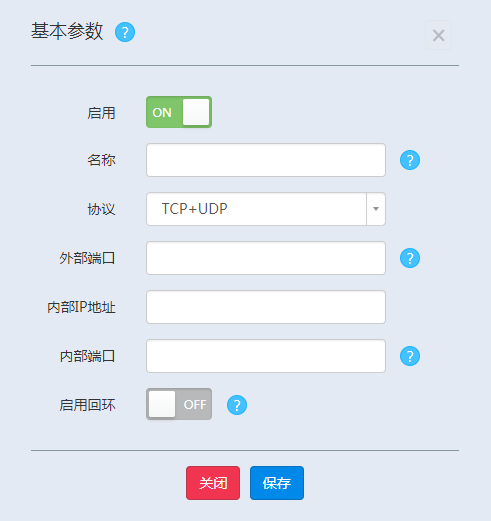 基本参数 ?
×
启用 ON
名称 ?
协议 TCP+UDP
外部端口 ?
内部IP地址
内部端口 ?
启用回环 OFF ?
关闭 保存